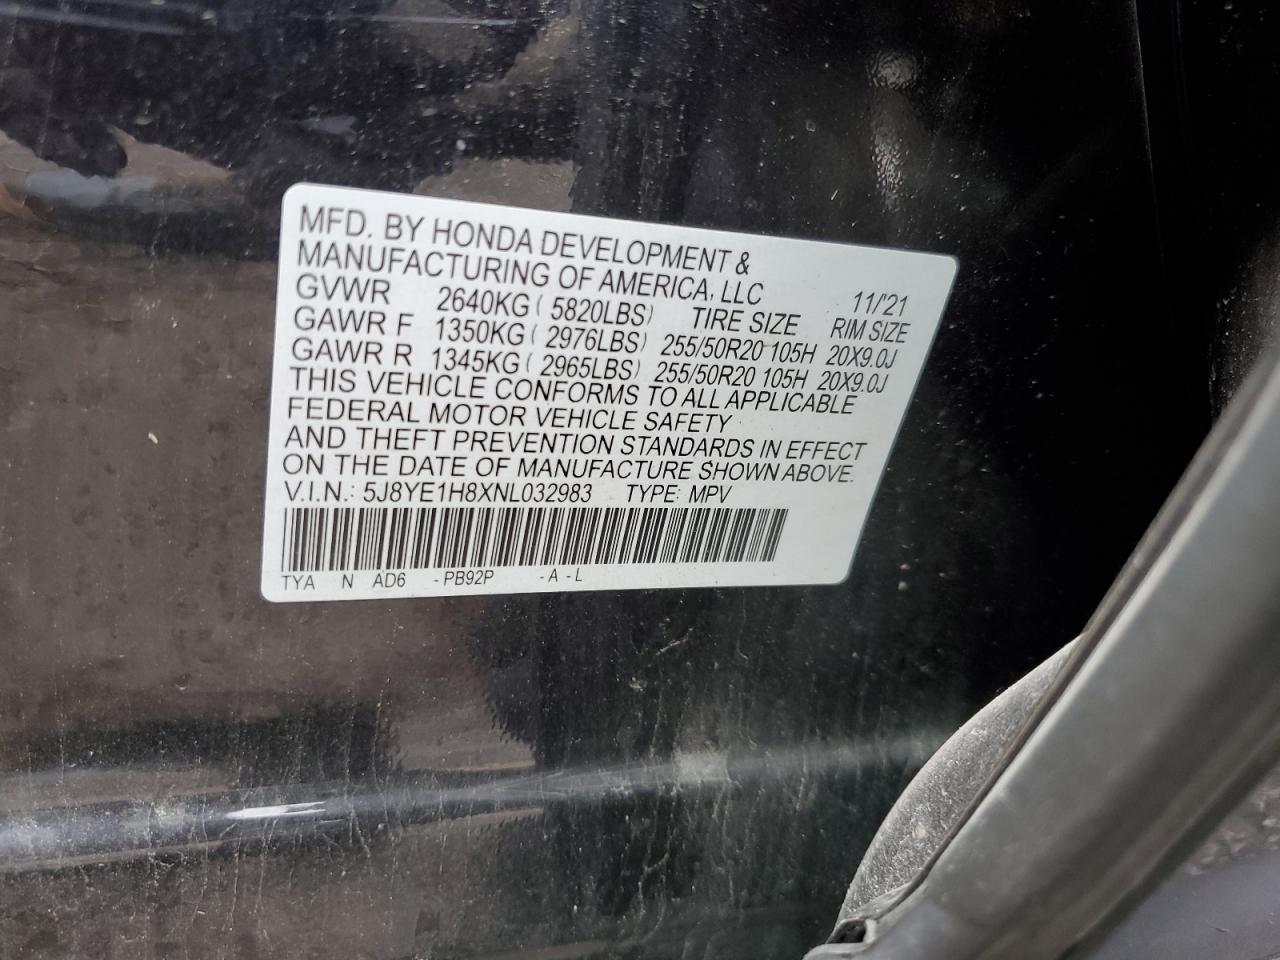 MFD. BY HONDA DEVELOPMENT &
MANUFACTURING OF AMERICA, LLC 11/'21
GVWR 2640KG ( 5820LBS) TIRE SIZE RIM SIZE
GAWR F 1350KG ( 2976LBS) 255/50R20 105H 20X9.0J
GAWR R 1345KG ( 2965LBS) 255/50R20 105H 20X9.0J
THIS VEHICLE CONFORMS TO ALL APPLICABLE
FEDERAL MOTOR VEHICLE SAFETY
AND THEFT PREVENTION STANDARDS IN EFFECT
ON THE DATE OF MANUFACTURE SHOWN ABOVE.
V.I.N.: 5J8YE1H8XNL032983 TYPE: MPV
TYA N AD6 - PB92P - A - L